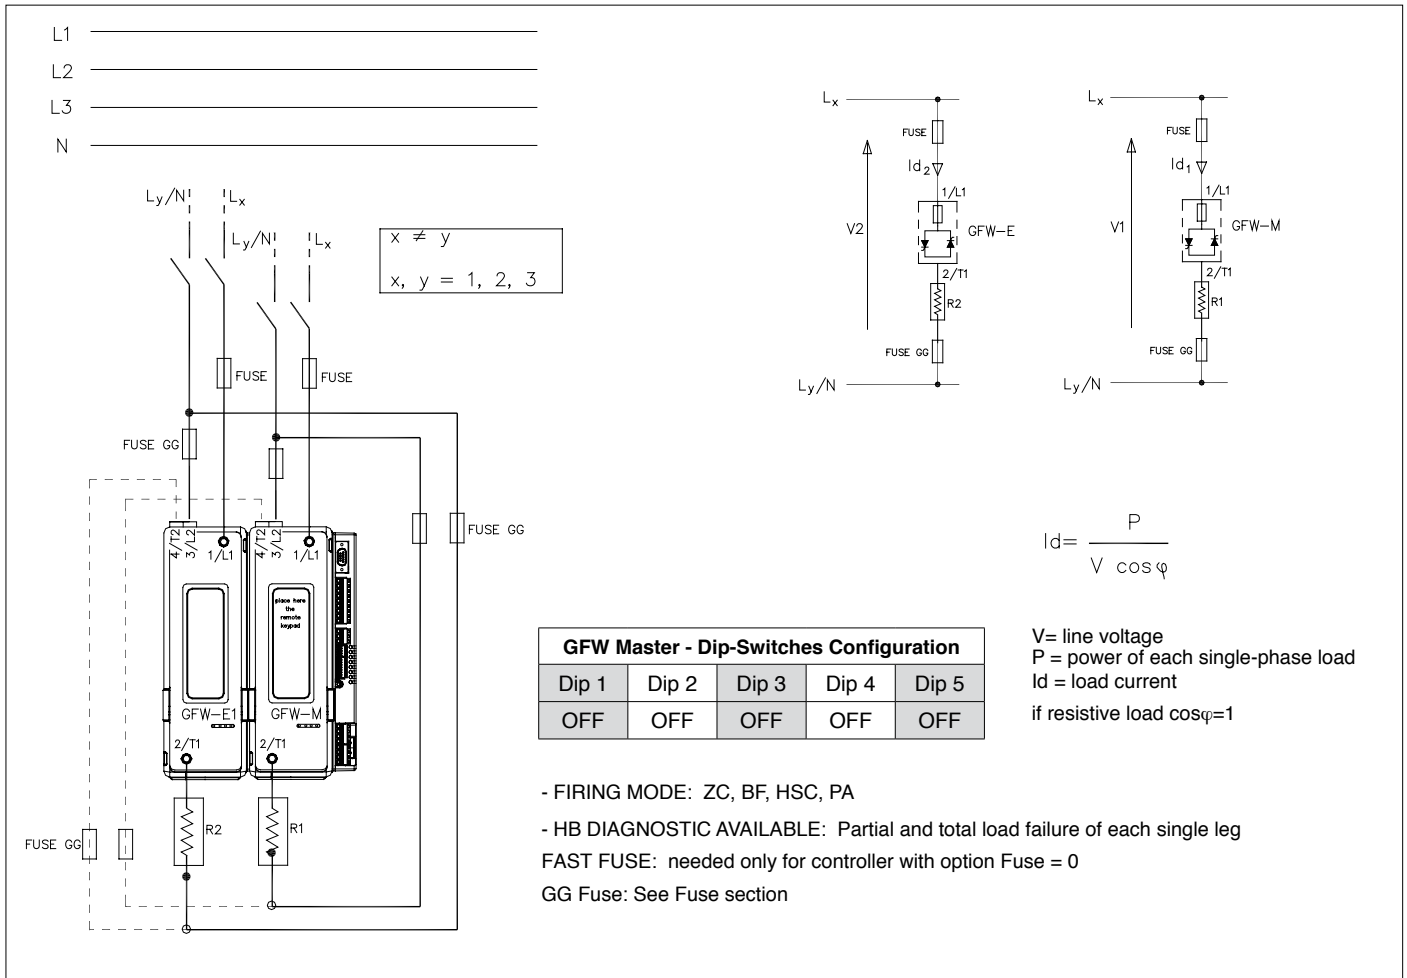 L1
L2
L3
N
Ly/N
Lx
Ly/N
Lx
x ≠ y
x, y = 1, 2, 3
FUSE
FUSE
FUSE GG
FUSE GG
4/T2
3/L2
1/L1
4/T2
3/L2
1/L1
place here
the
remote
keypad
GFW-E1
GFW-M
2/T1
2/T1
R2
R1
FUSE GG
Lx
FUSE
Id2
1/L1
V2
GFW-E
2/T1
R2
FUSE GG
Ly/N
Lx
FUSE
Id1
1/L1
V1
GFW-M
2/T1
R1
FUSE GG
Ly/N
Id= P
V cosφ
V= line voltage
P = power of each single-phase load
Id = load current
if resistive load cosφ=1
GFW Master - Dip-Switches Configuration
Dip 1 Dip 2 Dip 3 Dip 4 Dip 5
OFF OFF OFF OFF OFF
- FIRING MODE: ZC, BF, HSC, PA
- HB DIAGNOSTIC AVAILABLE: Partial and total load failure of each single leg
FAST FUSE: needed only for controller with option Fuse = 0
GG Fuse: See Fuse section